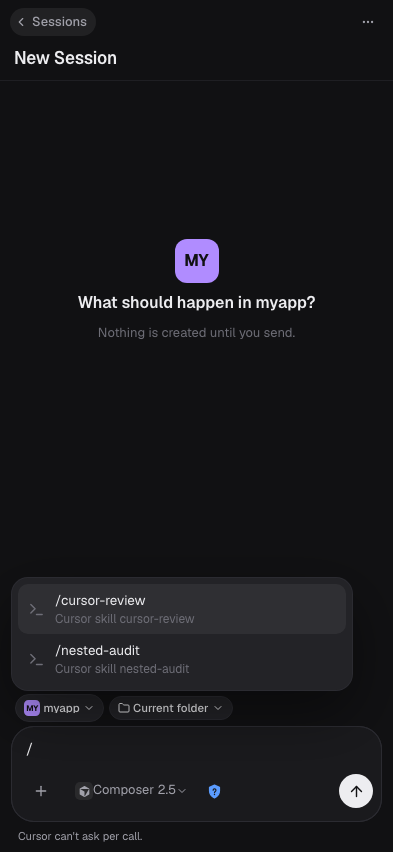 Sessions
New Session
MY
What should happen in myapp?
Nothing is created until you send.
/cursor-review
Cursor skill cursor-review
/nested-audit
Cursor skill nested-audit
MY myapp Current folder
/
Composer 2.5
Cursor can't ask per call.